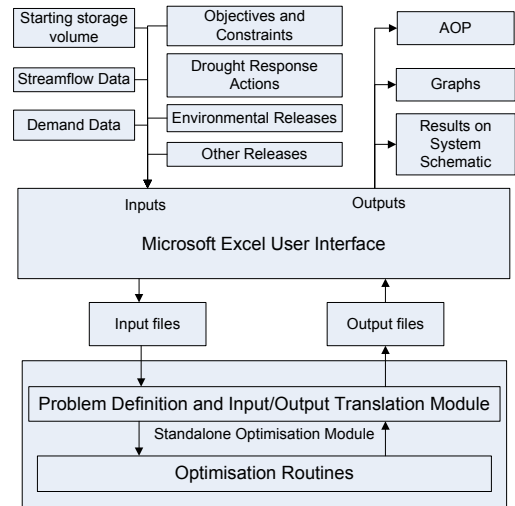 Starting storage
volume
Streamflow Data
Demand Data
Objectives and
Constraints
Drought Response
Actions
Environmental Releases
Other Releases
AOP
Graphs
Results on
System
Schematic
Inputs
Outputs
Microsoft Excel User Interface
Input files
Output files
Problem Definition and Input/Output Translation Module
Standalone Optimisation Module
Optimisation Routines